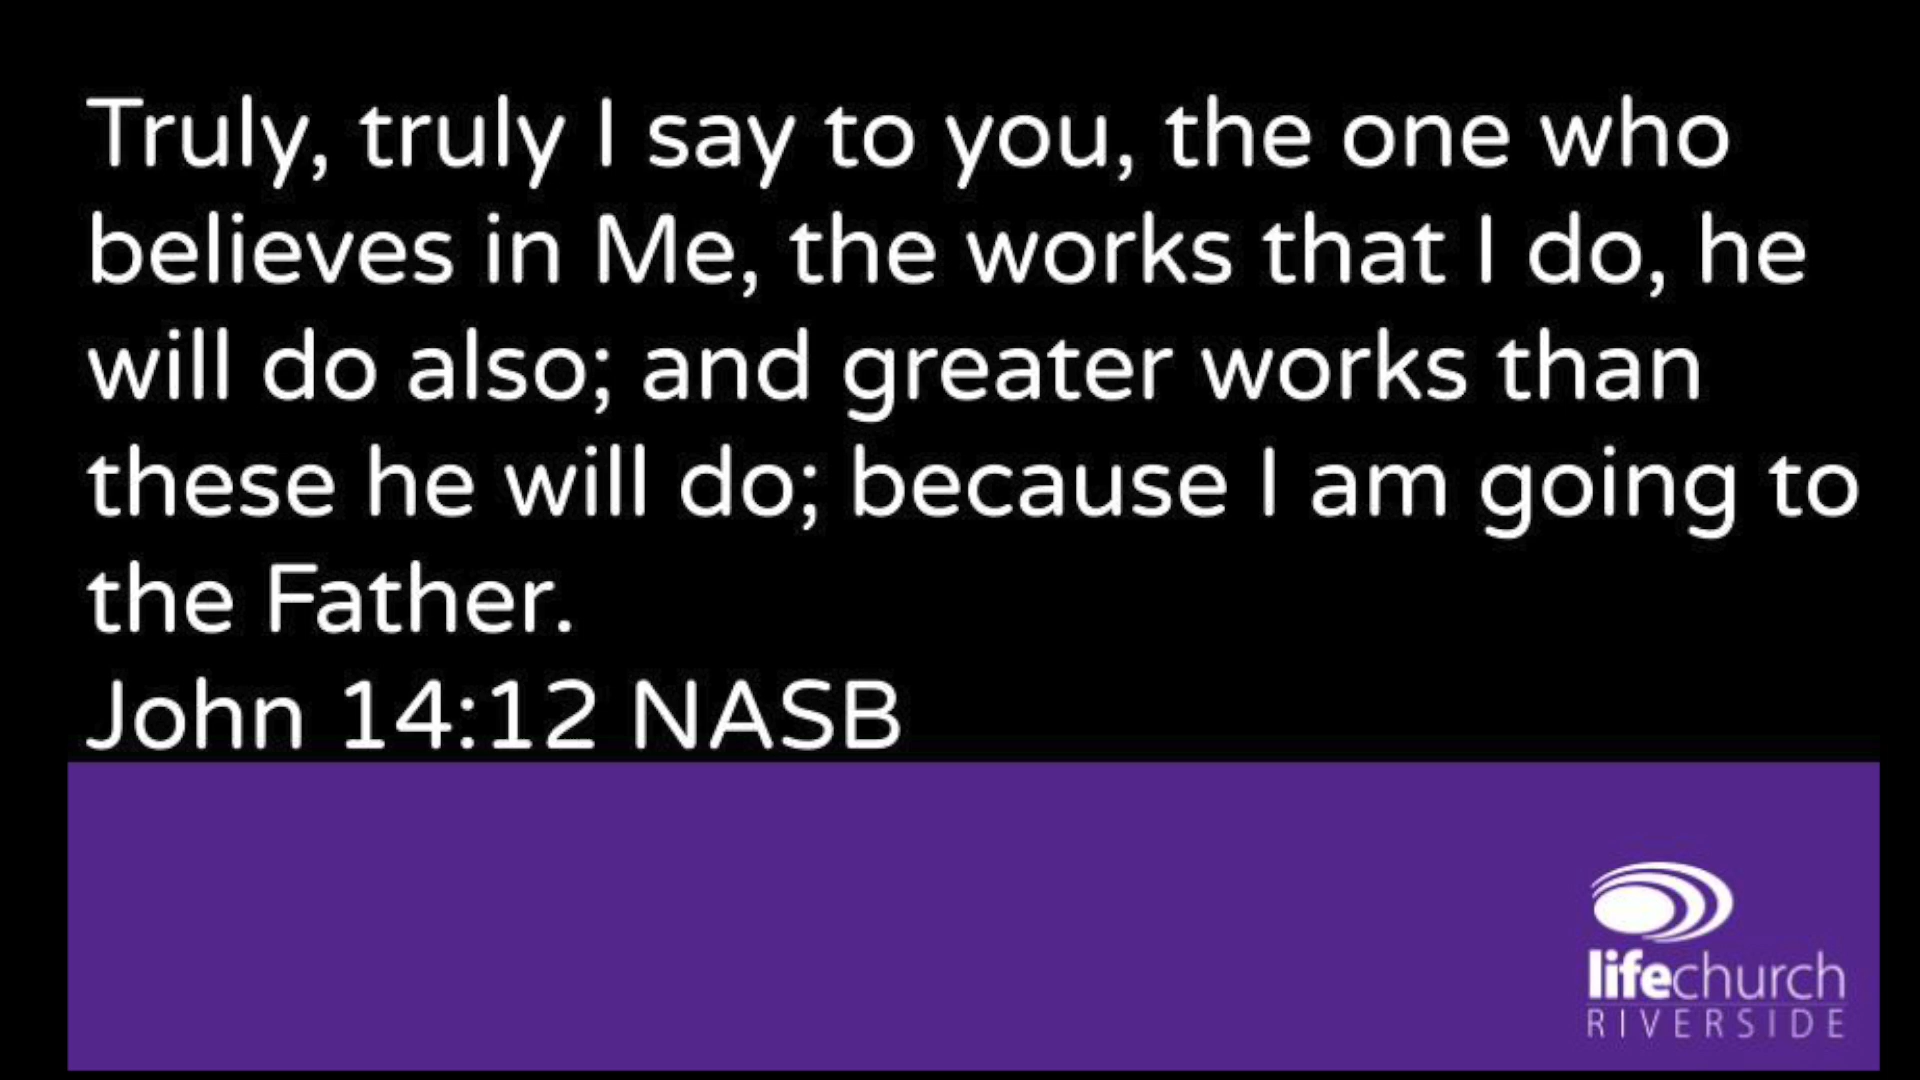 Truly, truly I say to you, the one who
believes in Me, the works that I do, he
will do also; and greater works than
these he will do; because I am going to
the Father.
John 14:12 NASB
lifechurch
RIVERSIDE